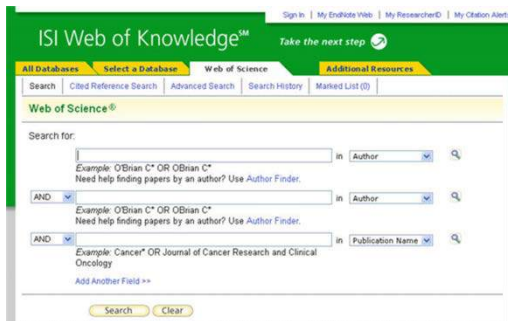 Sign In | My EndNote Web | My ResearcherID | My Citation Alerts
ISI Web of Knowledge℠ Take the next step
All Databases Select a Database Web of Science Additional Resources
Search | Cited Reference Search | Advanced Search | Search History | Marked List (0)
Web of Science®
Search for:
in Author
Example: O'Brian C* OR OBrian C*
Need help finding papers by an author? Use Author Finder.
AND in Author
Example: O'Brian C* OR OBrian C*
Need help finding papers by an author? Use Author Finder.
AND in Publication Name
Example: Cancer* OR Journal of Cancer Research and Clinical
Oncology
Add Another Field >>
Search Clear